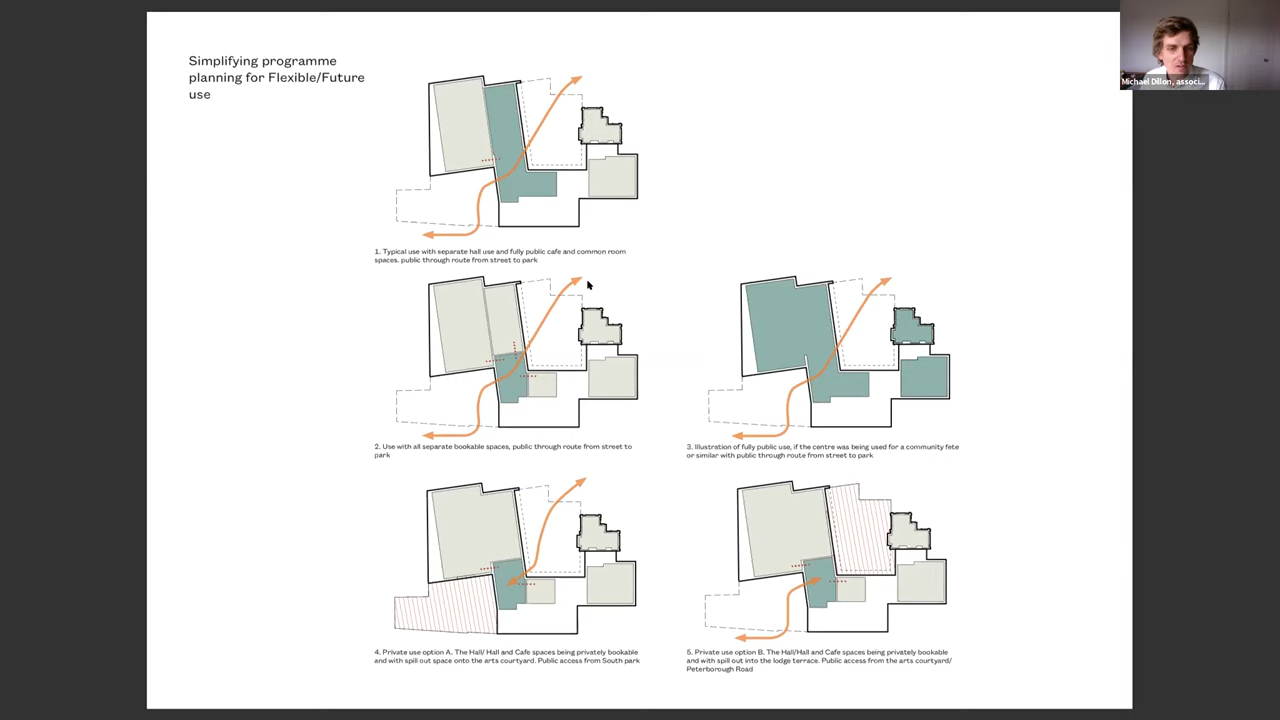 Simplifying programme
planning for Flexible/Future
use
Michael Dillon, associ...
1. Typical use with separate hall use and fully public cafe and common room
spaces. public through route from street to park
2. Use with all separate bookable spaces, public through route from street to
park
3. Illustration of fully public use, if the centre was being used for a community fete
or similar with public through route from street to park
4. Private use option A. The Hall/ Hall and Cafe spaces being privately bookable
and with spill out space onto the arts courtyard. Public access from South park
5. Private use option B. The Hall/Hall and Cafe spaces being privately bookable
and with spill out into the lodge terrace. Public access from the arts courtyard/
Peterborough Road